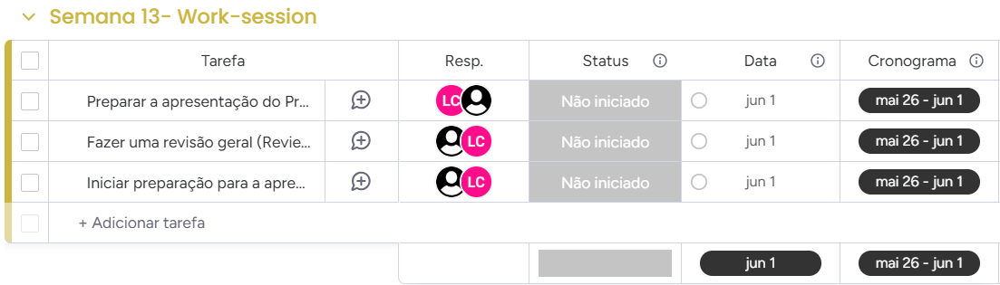 Semana 13- Work-session
Tarefa Resp. Status Data Cronograma
Preparar a apresentação do Pr... LC Não iniciado jun 1 mai 26 - jun 1
Fazer uma revisão geral (Revie... LC Não iniciado jun 1 mai 26 - jun 1
Iniciar preparação para a apre... LC Não iniciado jun 1 mai 26 - jun 1
+ Adicionar tarefa
jun 1 mai 26 - jun 1